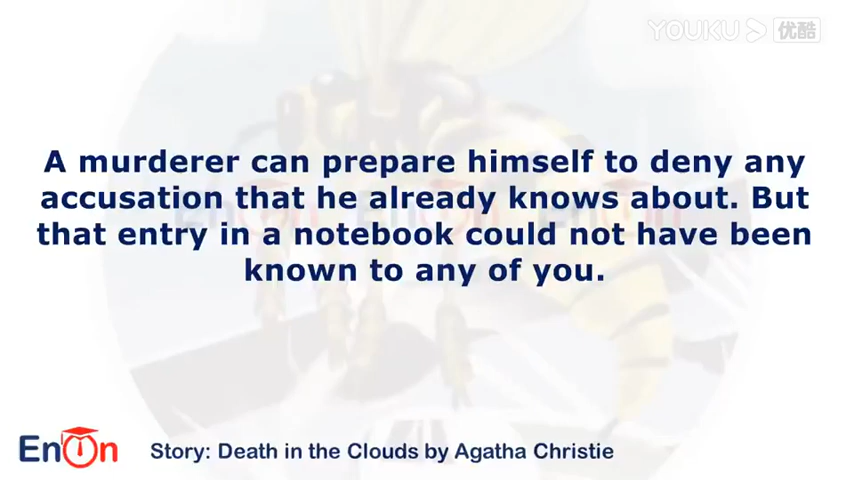 YOUKU 优酷
A murderer can prepare himself to deny any
accusation that he already knows about. But
that entry in a notebook could not have been
known to any of you.
EnOn
Story: Death in the Clouds by Agatha Christie